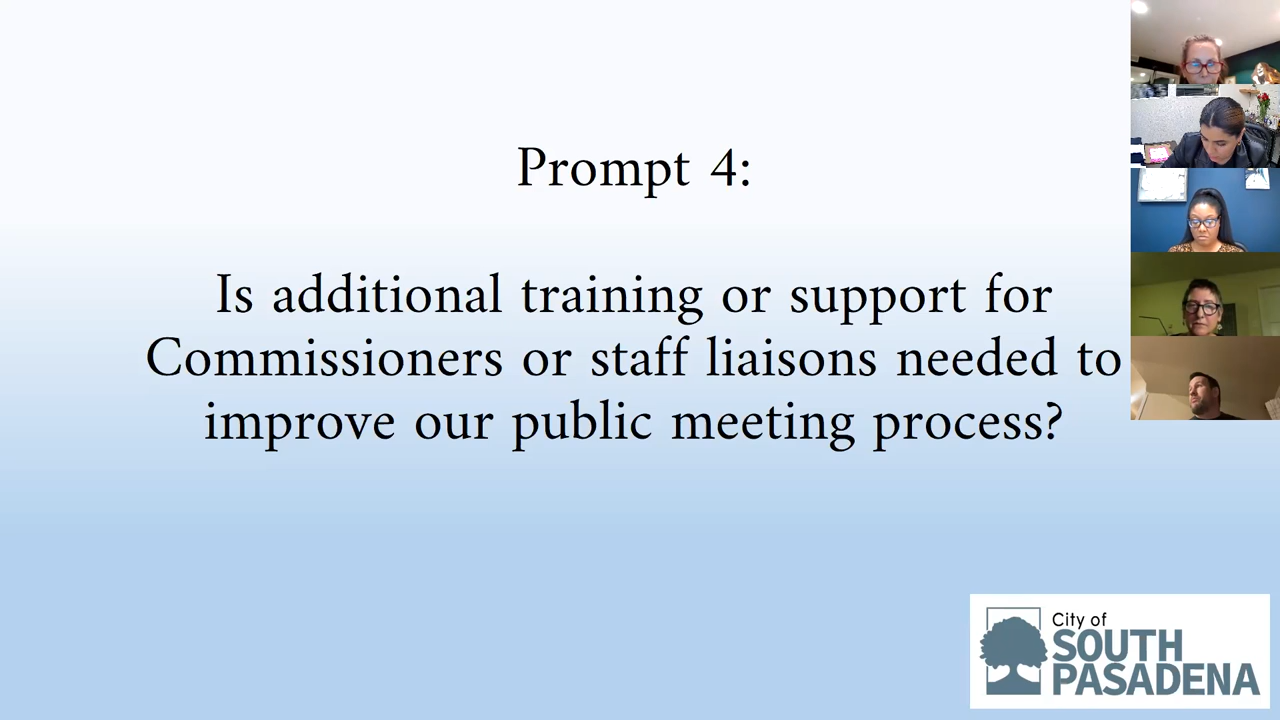 Prompt 4:
Is additional training or support for
Commissioners or staff liaisons needed to
improve our public meeting process?
City of
SOUTH
PASADENA